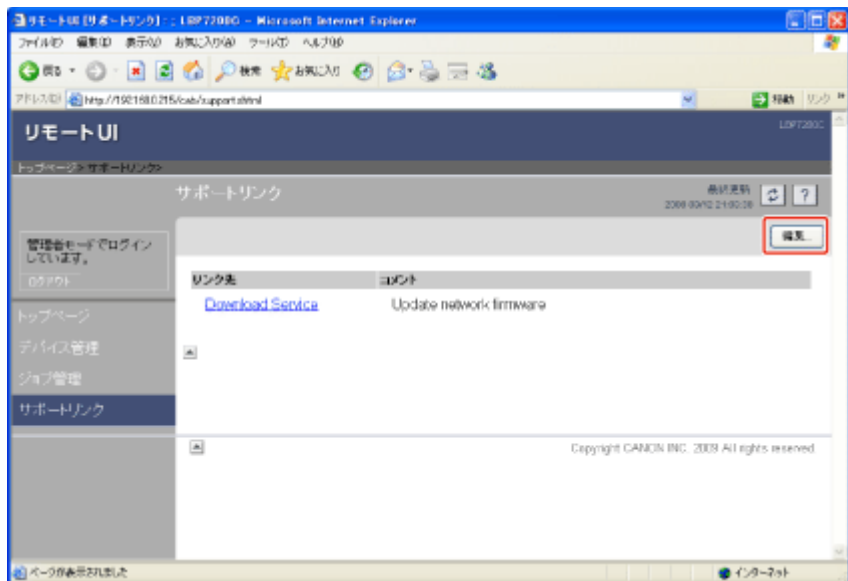 リモートUI [サポートリンク] : ; LBP7200C - Microsoft Internet Explorer
ファイル(F) 編集(E) 表示(V) お気に入り(A) ツール(T) ヘルプ(H)
戻る 検索 お気に入り
アドレス(D) http://192.168.0.215/cab/support.shtml 移動 リンク
リモートUI
LBP7200C
トップページ> サポートリンク>
サポートリンク
最終更新
編集...
管理者モードでログイン
しています。
ログアウト
リンク先 コメント
Download Service Update network firmware
トップページ
デバイス管理
ジョブ管理
サポートリンク
Copyright CANON INC. 2009 All rights reserved
ページが表示されました インターネット